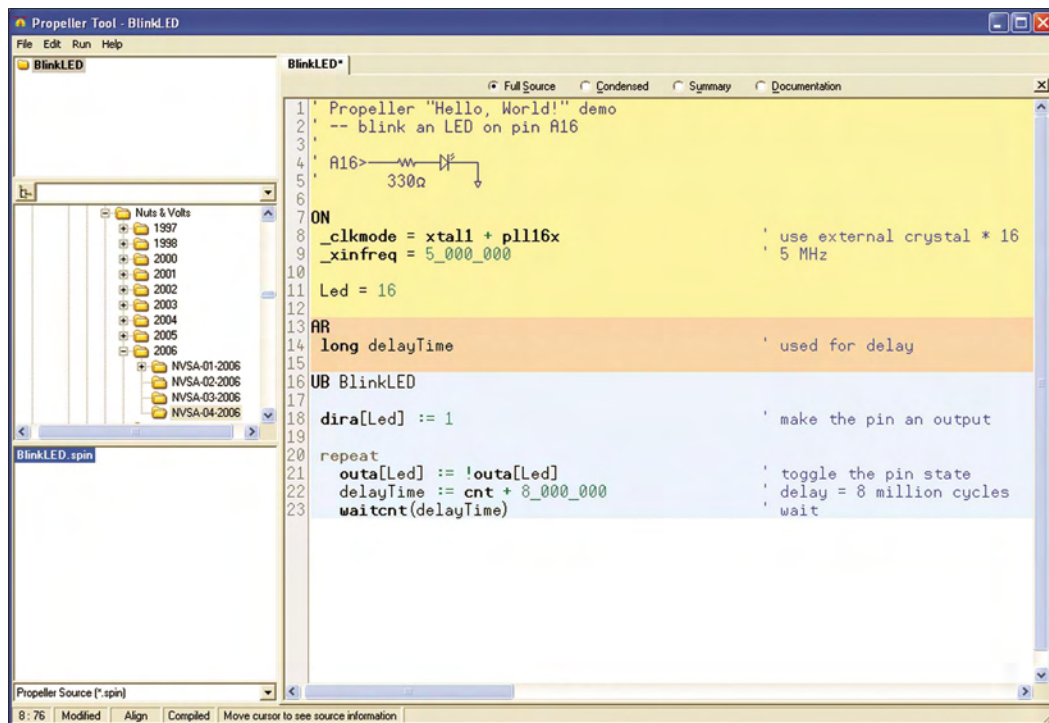 Propeller Tool - BlinkLED
File Edit Run Help
BlinkLED
Nuts & Volts
1997
1998
2000
2001
2002
2003
2004
2005
2006
NVSA-01-2006
NVSA-02-2006
NVSA-03-2006
NVSA-04-2006
BlinkLED.spin
Propeller Source (*.spin)
BlinkLED*
Full Source Condensed Summary Documentation
1 ' Propeller "Hello, World!" demo
2 ' -- blink an LED on pin A16
3 '
4 ' A16>
5 ' 330Ω
6
7 ON
8 _clkmode = xtal1 + pll16x ' use external crystal * 16
9 _xinfreq = 5_000_000 ' 5 MHz
10
11 Led = 16
12
13 AR
14 long delayTime ' used for delay
15
16 UB BlinkLED
17
18 dira[Led] := 1 ' make the pin an output
19
20 repeat
21 outa[Led] := !outa[Led] ' toggle the pin state
22 delayTime := cnt + 8_000_000 ' delay = 8 million cycles
23 waitcnt(delayTime) ' wait
8 : 76 Modified Align Compiled Move cursor to see source information